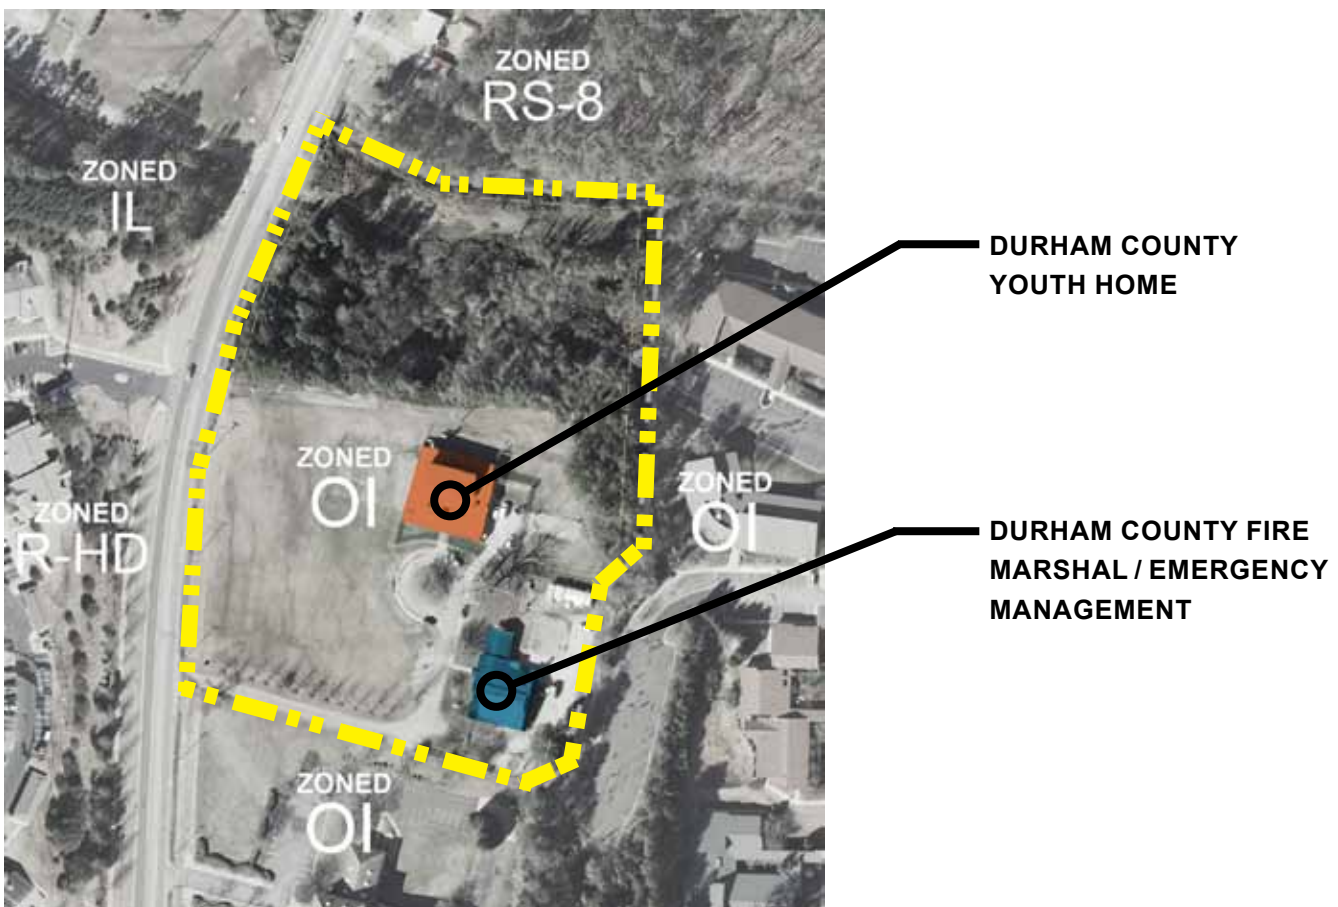 ZONED
RS-8
ZONED
IL
DURHAM COUNTY
YOUTH HOME
ZONED
OI
ZONED
OI
ZONED
R-HD
DURHAM COUNTY FIRE
MARSHAL / EMERGENCY
MANAGEMENT
ZONED
OI